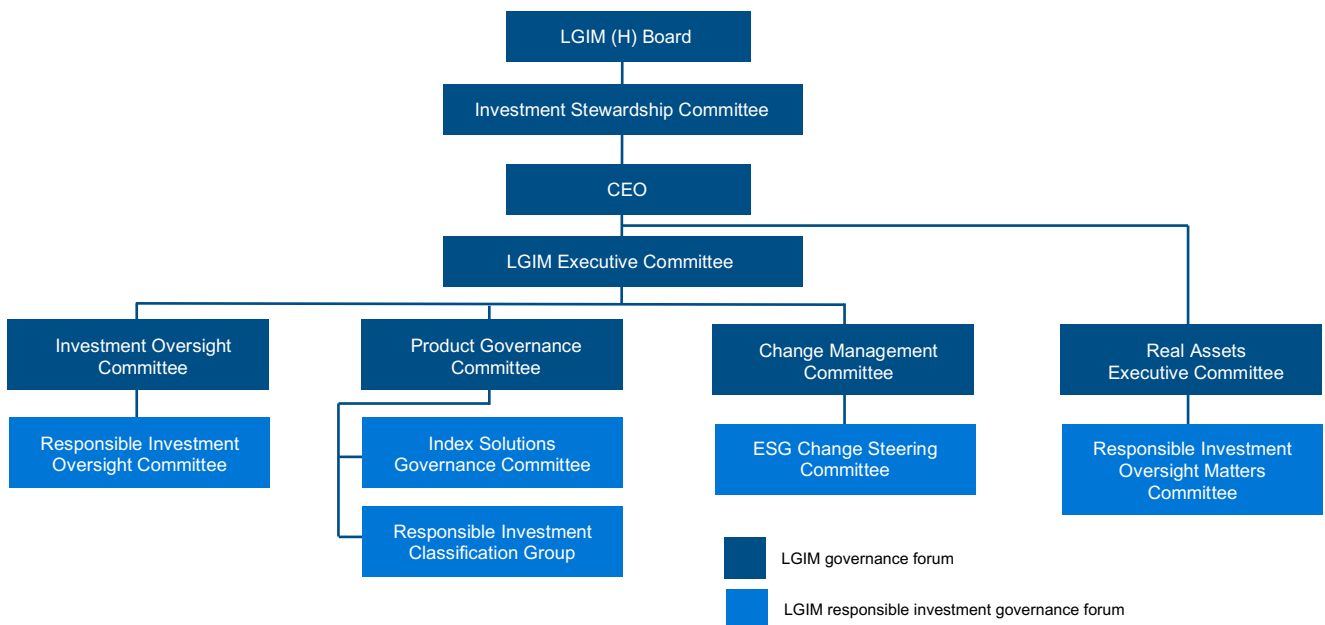 LGIM (H) Board
Investment Stewardship Committee
CEO
LGIM Executive Committee
Investment Oversight
Committee
Product Governance
Committee
Change Management
Committee
Real Assets
Executive Committee
Responsible Investment
Oversight Committee
Index Solutions
Governance Committee
ESG Change Steering
Committee
Responsible Investment
Oversight Matters
Committee
Responsible Investment
Classification Group
LGIM governance forum
LGIM responsible investment governance forum